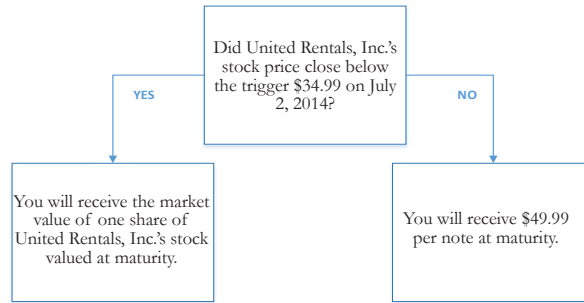 Did United Rentals, Inc.'s
stock price close below
the trigger $34.99 on July
2, 2014?
YES
NO
You will receive the market
value of one share of
United Rentals, Inc.'s stock
valued at maturity.
You will receive $49.99
per note at maturity.